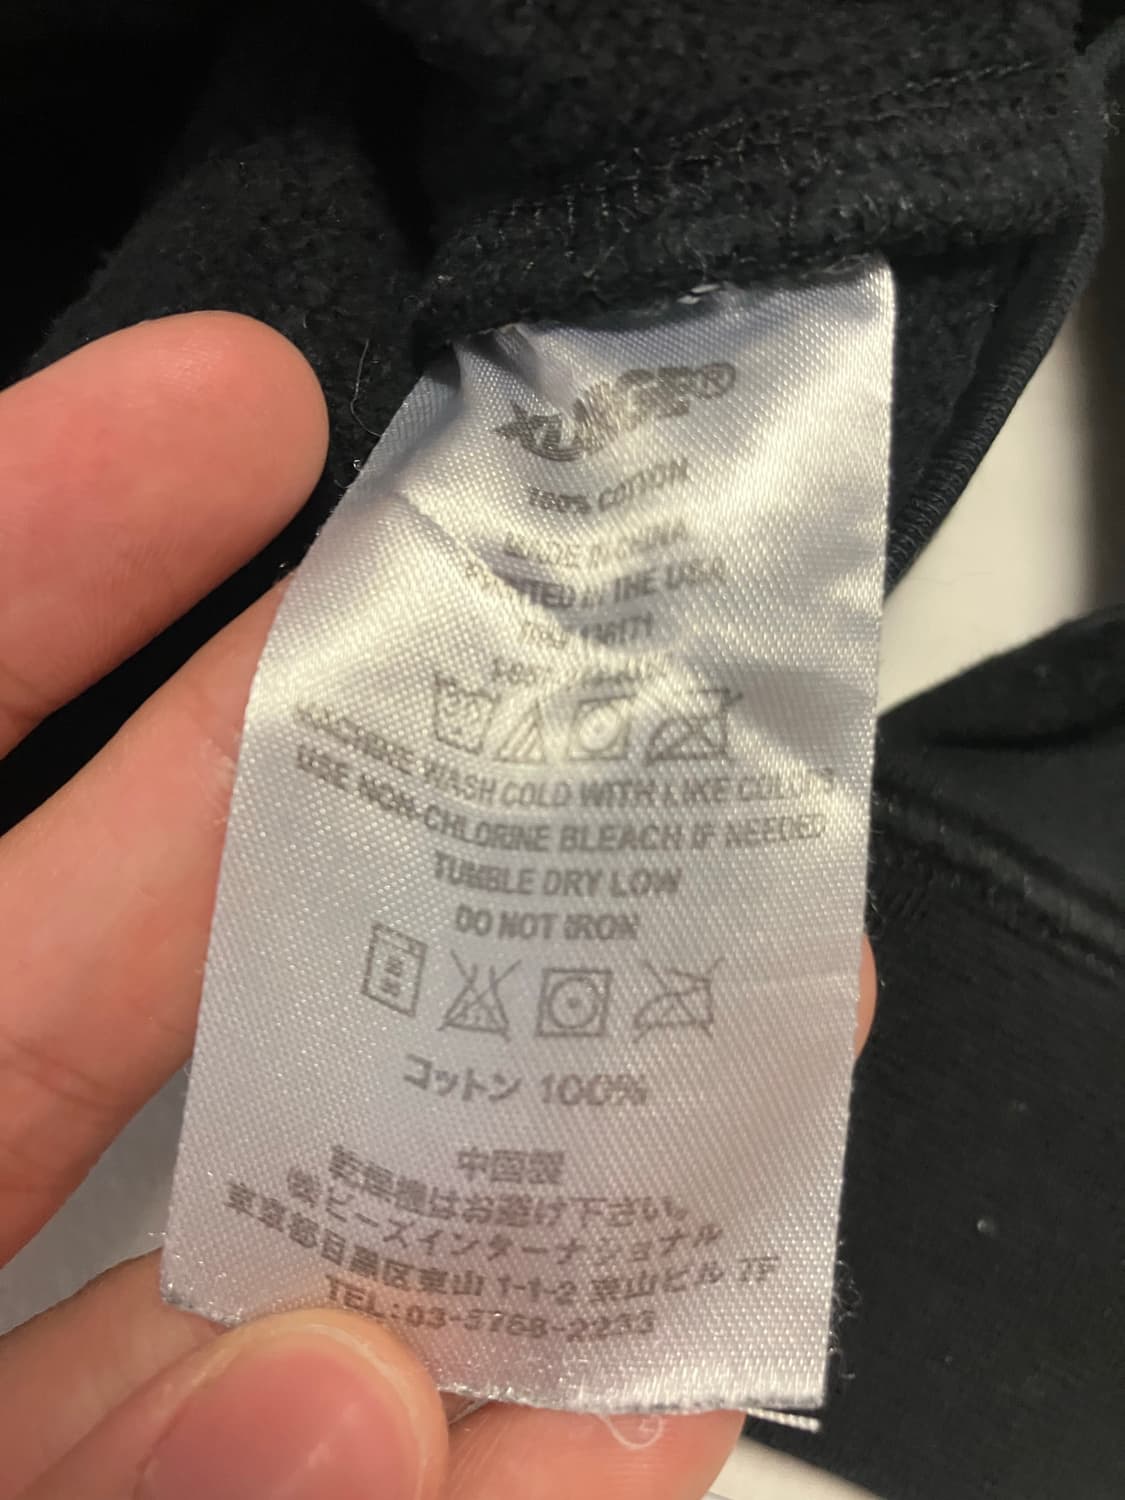 XLARGE®
100% COTTON
MADE IN CHINA
PRINTED IN THE USA
WASH COLD WITH LIKE COLORS
USE NON-CHLORINE BLEACH IF NEEDED
TUMBLE DRY LOW
DO NOT IRON
コットン 100%
中国製
乾燥機はお避け下さい。
㈱ビーズインターナショナル
東京都目黒区東山 1-1-2 東山ビル 7F
TEL:03-5768-2233